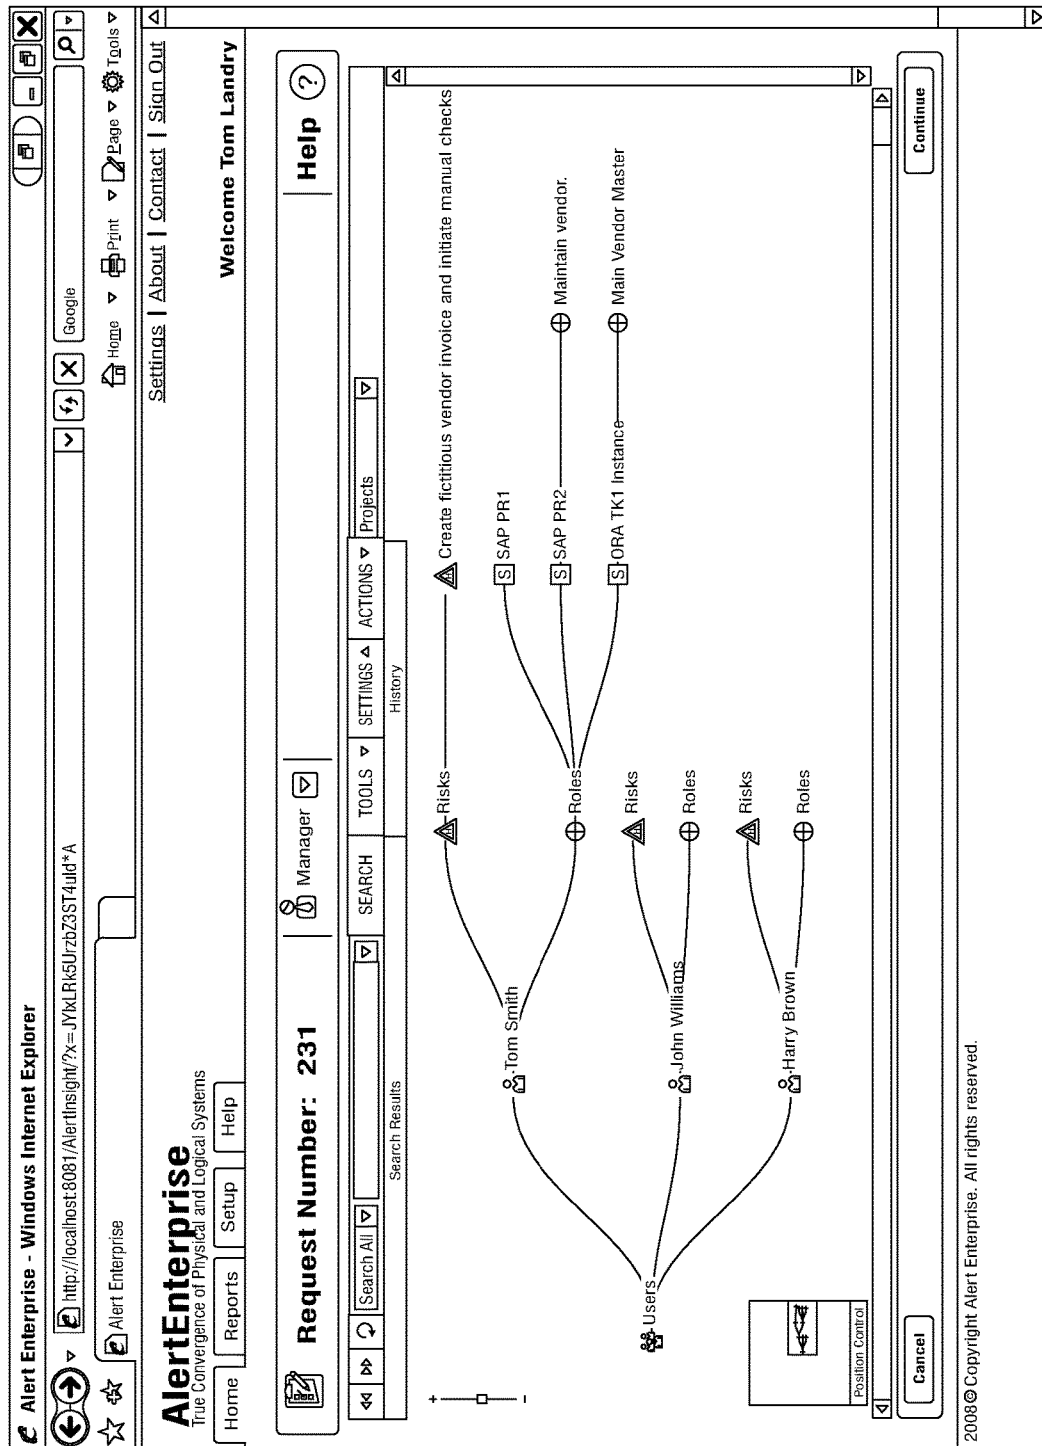 Alert Enterprise - Windows Internet Explorer
http://localhost:8081/AlertInsight/?x=JYlxLRk5UrzbZ3ST4uld*A
Google
Alert Enterprise
Home Print Page Tools
Settings | About | Contact | Sign Out
AlertEnterprise
True Convergence of Physical and Logical Systems
Welcome Tom Landry
Home Reports Setup Help
Request Number: 231
Manager
Help
Search All
SEARCH TOOLS SETTINGS ACTIONS Projects
Search Results
History
Risks
Create fictitious vendor invoice and initiate manual checks
SAP PR1
Tom Smith
SAP PR2
Maintain vendor.
Roles
ORA TK1 Instance
Main Vendor Master
Risks
Users
John Williams
Roles
Risks
Harry Brown
Roles
Position Control
Cancel
Continue
2008©Copyright Alert Enterprise. All rights reserved.